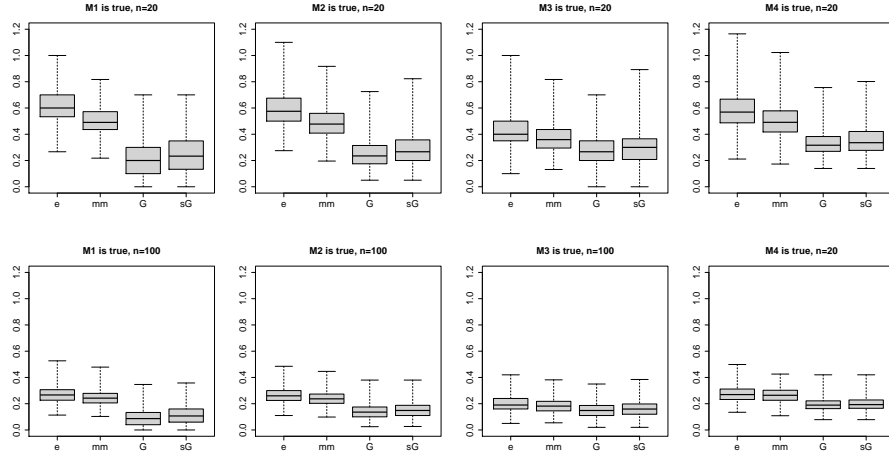 M1 is true, n=20
0.0 0.2 0.4 0.6 0.8 1.0 1.2
e mm G sG
M2 is true, n=20
0.0 0.2 0.4 0.6 0.8 1.0 1.2
e mm G sG
M3 is true, n=20
0.0 0.2 0.4 0.6 0.8 1.0 1.2
e mm G sG
M4 is true, n=20
0.0 0.2 0.4 0.6 0.8 1.0 1.2
e mm G sG
M1 is true, n=100
0.0 0.2 0.4 0.6 0.8 1.0 1.2
e mm G sG
M2 is true, n=100
0.0 0.2 0.4 0.6 0.8 1.0 1.2
e mm G sG
M3 is true, n=100
0.0 0.2 0.4 0.6 0.8 1.0 1.2
e mm G sG
M4 is true, n=20
0.0 0.2 0.4 0.6 0.8 1.0 1.2
e mm G sG